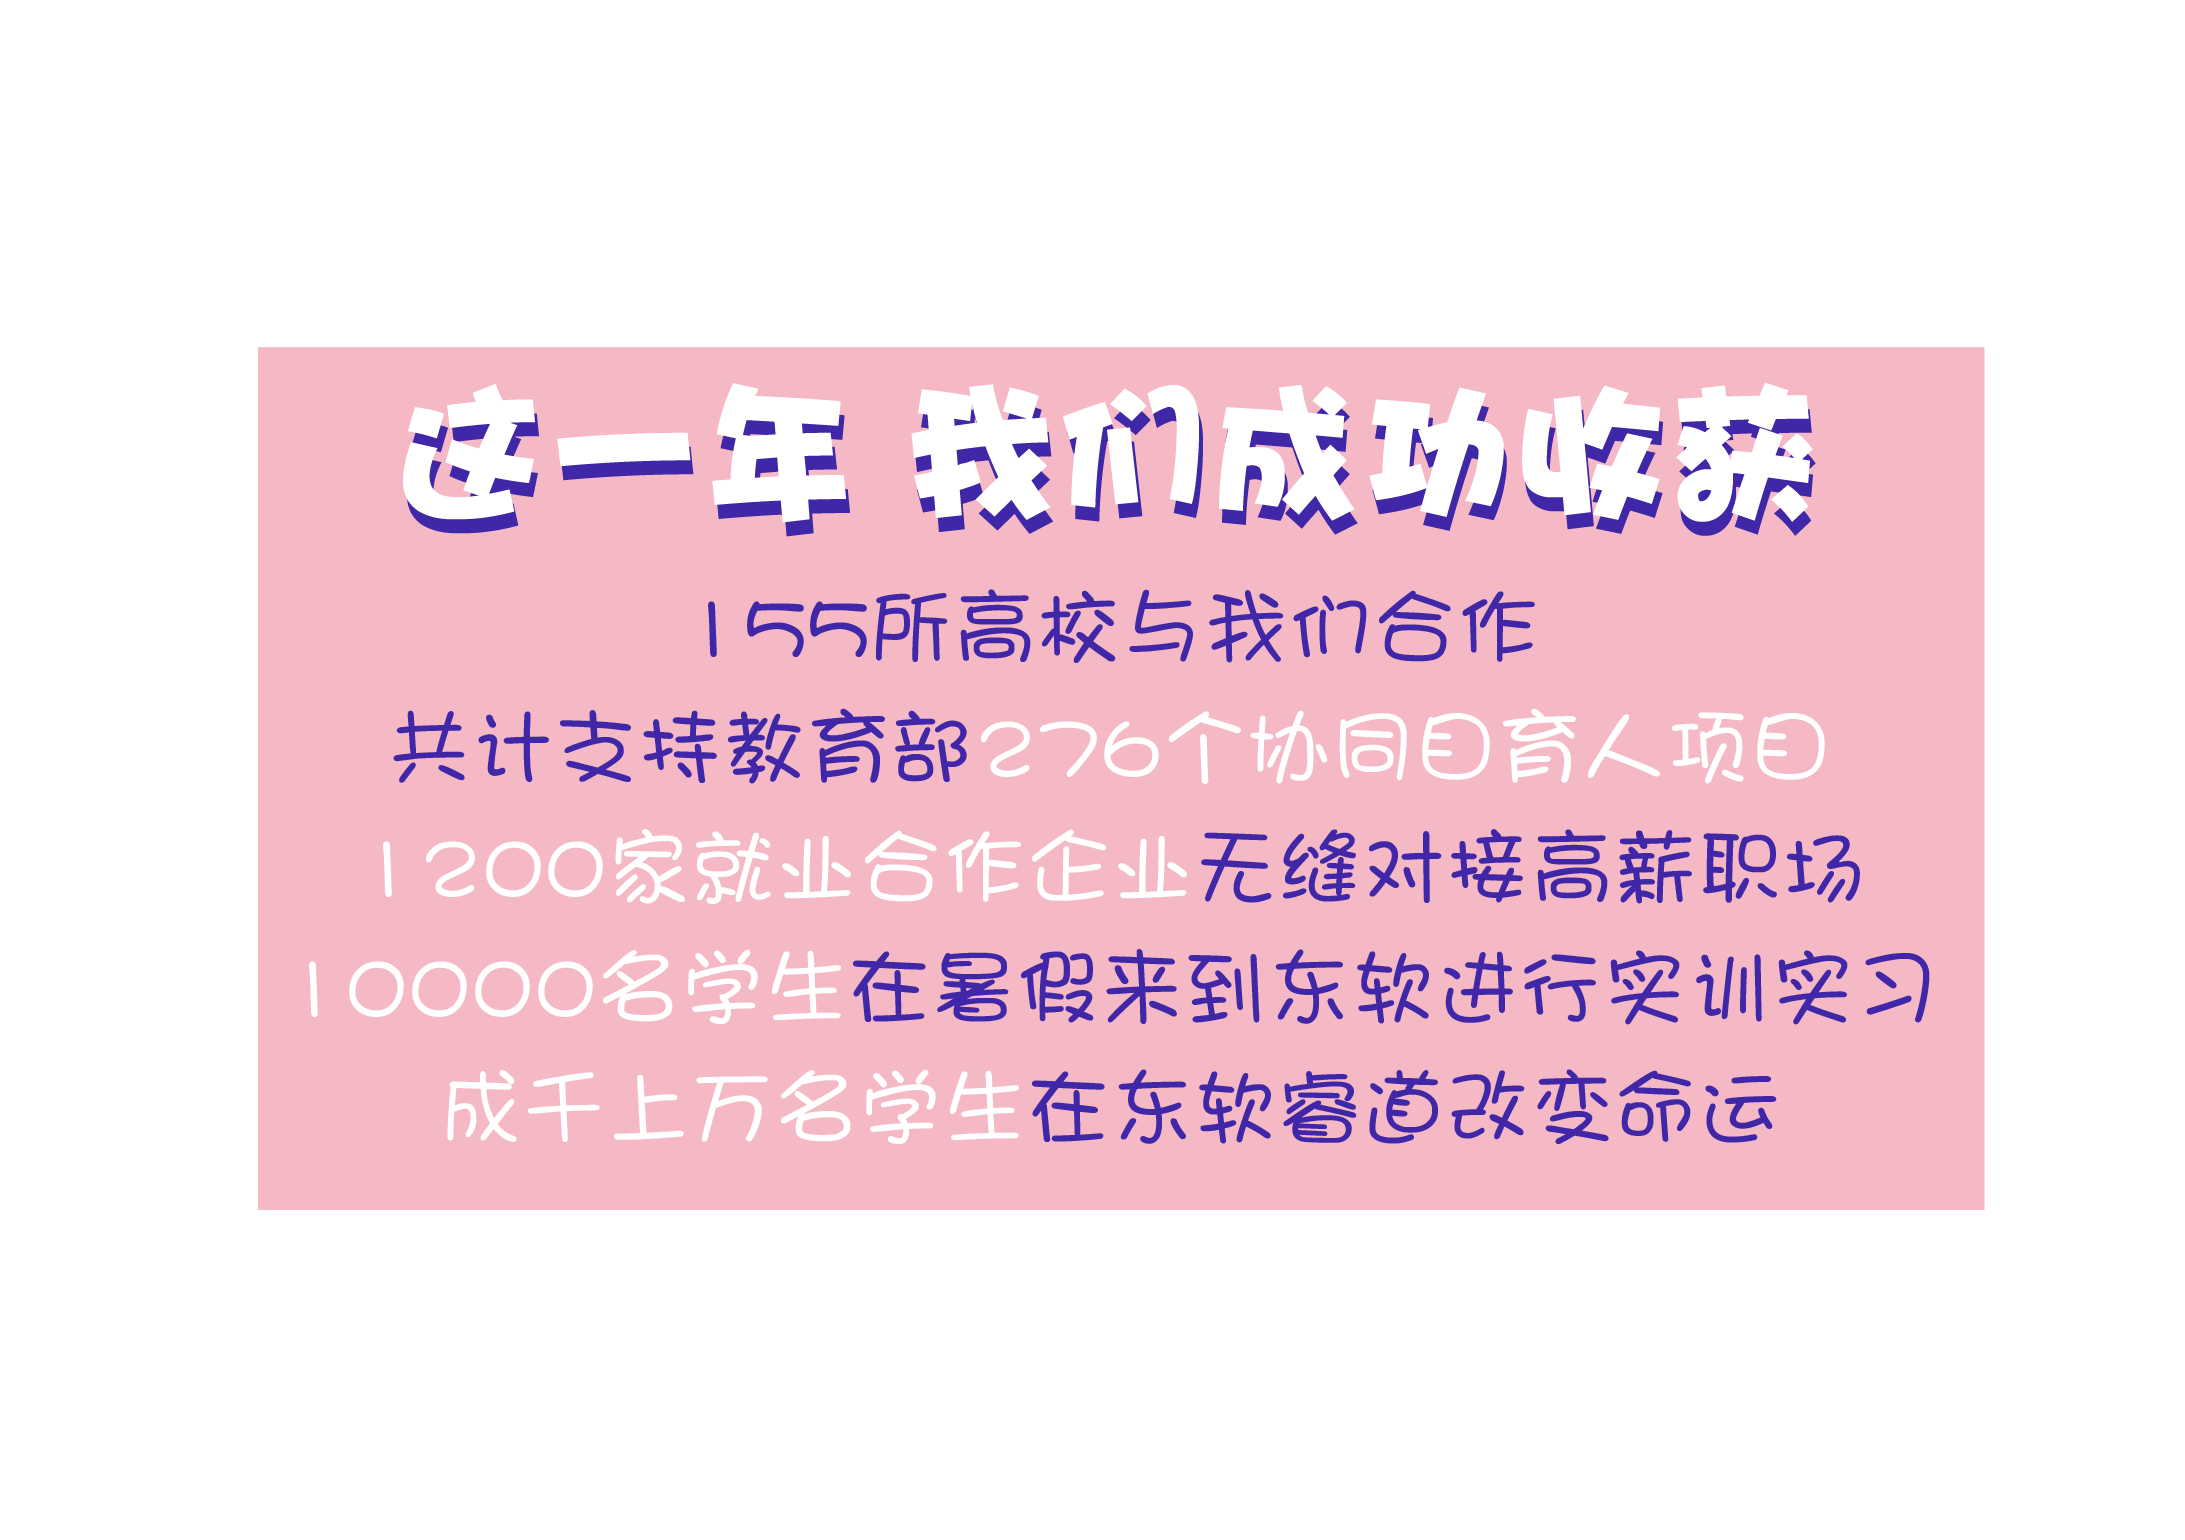 这一年 我们成功收获
155所高校与我们合作
共计支持教育部276个协同目育人项目
1200家就业合作企业无缝对接高薪职场
10000名学生在暑假来到东软进行实训实习
成千上万名学生在东软睿道改变命运